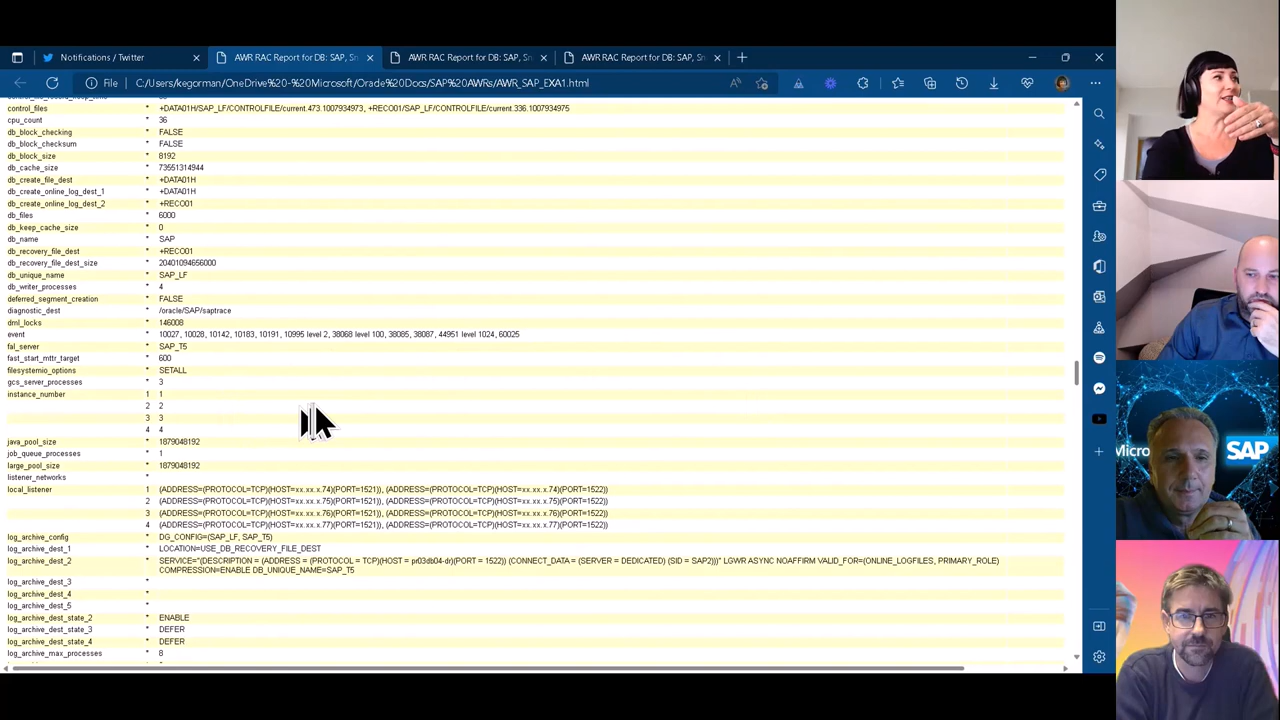 Notifications / Twitter
AWR RAC Report for DB: SAP, Sn
AWR RAC Report for DB: SAP, Sn
AWR RAC Report for DB: SAP, Sn
File
C:/Users/kegorman/OneDrive%20-%20Microsoft/Oracle%20Docs/SAP%20AWRs/AWR_SAP_EXA1.html
control_files * +DATA01H/SAP_LF/CONTROLFILE/current.473.1007934973, +RECO01/SAP_LF/CONTROLFILE/current.336.1007934975
cpu_count * 36
db_block_checking * FALSE
db_block_checksum * FALSE
db_block_size * 8192
db_cache_size * 73551314944
db_create_file_dest * +DATA01H
db_create_online_log_dest_1 * +DATA01H
db_create_online_log_dest_2 * +RECO01
db_files * 6000
db_keep_cache_size * 0
db_name * SAP
db_recovery_file_dest * +RECO01
db_recovery_file_dest_size * 20401094656000
db_unique_name * SAP_LF
db_writer_processes * 4
deferred_segment_creation * FALSE
diagnostic_dest * /oracle/SAP/saptrace
dml_locks * 146008
event * 10027, 10028, 10142, 10183, 10191, 10995 level 2, 38068 level 100, 38085, 38087, 44951 level 1024, 60025
fal_server * SAP_T5
fast_start_mttr_target * 600
filesystemio_options * SETALL
gcs_server_processes * 3
instance_number 1 1
2 2
3 3
4 4
java_pool_size * 1879048192
job_queue_processes * 1
large_pool_size * 1879048192
listener_networks *
local_listener 1 (ADDRESS=(PROTOCOL=TCP)(HOST=xx.xx.x.74)(PORT=1521)), (ADDRESS=(PROTOCOL=TCP)(HOST=xx.xx.x.74)(PORT=1522))
2 (ADDRESS=(PROTOCOL=TCP)(HOST=xx.xx.x.75)(PORT=1521)), (ADDRESS=(PROTOCOL=TCP)(HOST=xx.xx.x.75)(PORT=1522))
3 (ADDRESS=(PROTOCOL=TCP)(HOST=xx.xx.x.76)(PORT=1521)), (ADDRESS=(PROTOCOL=TCP)(HOST=xx.xx.x.76)(PORT=1522))
4 (ADDRESS=(PROTOCOL=TCP)(HOST=xx.xx.x.77)(PORT=1521)), (ADDRESS=(PROTOCOL=TCP)(HOST=xx.xx.x.77)(PORT=1522))
log_archive_config * DG_CONFIG=(SAP_LF, SAP_T5)
log_archive_dest_1 * LOCATION=USE_DB_RECOVERY_FILE_DEST
log_archive_dest_2 * SERVICE="(DESCRIPTION = (ADDRESS = (PROTOCOL = TCP)(HOST = pr03db04-dr)(PORT = 1522)) (CONNECT_DATA = (SERVER = DEDICATED) (SID = SAP2)))" LGWR ASYNC NOAFFIRM VALID_FOR=(ONLINE_LOGFILES, PRIMARY_ROLE)
COMPRESSION=ENABLE DB_UNIQUE_NAME=SAP_T5
log_archive_dest_3 *
log_archive_dest_4 *
log_archive_dest_5 *
log_archive_dest_state_2 * ENABLE
log_archive_dest_state_3 * DEFER
log_archive_dest_state_4 * DEFER
log_archive_max_processes * 8
Micro
SAP